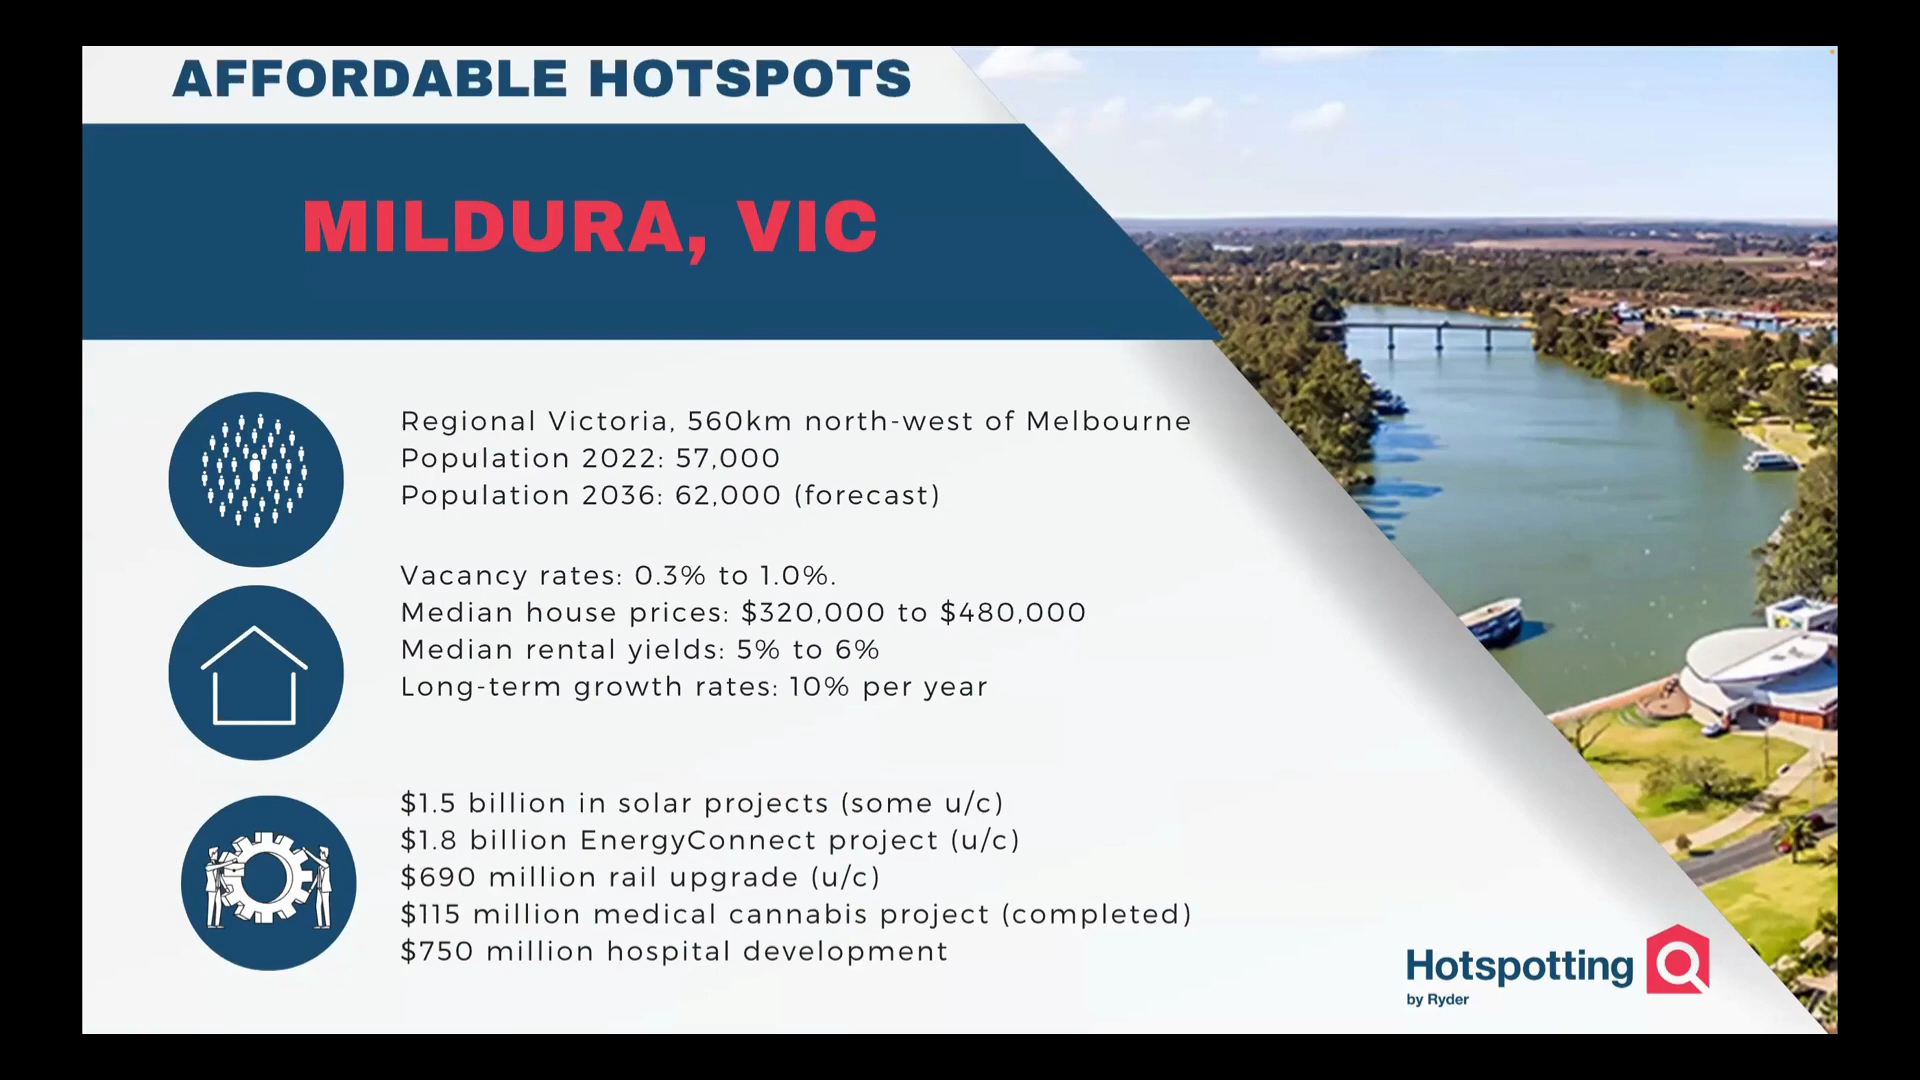 AFFORDABLE HOTSPOTS
MILDURA, VIC
Regional Victoria, 560km north-west of Melbourne
Population 2022: 57,000
Population 2036: 62,000 (forecast)
Vacancy rates: 0.3% to 1.0%.
Median house prices: $320,000 to $480,000
Median rental yields: 5% to 6%
Long-term growth rates: 10% per year
$1.5 billion in solar projects (some u/c)
$1.8 billion EnergyConnect project (u/c)
$690 million rail upgrade (u/c)
$115 million medical cannabis project (completed)
$750 million hospital development
Hotspotting
by Ryder